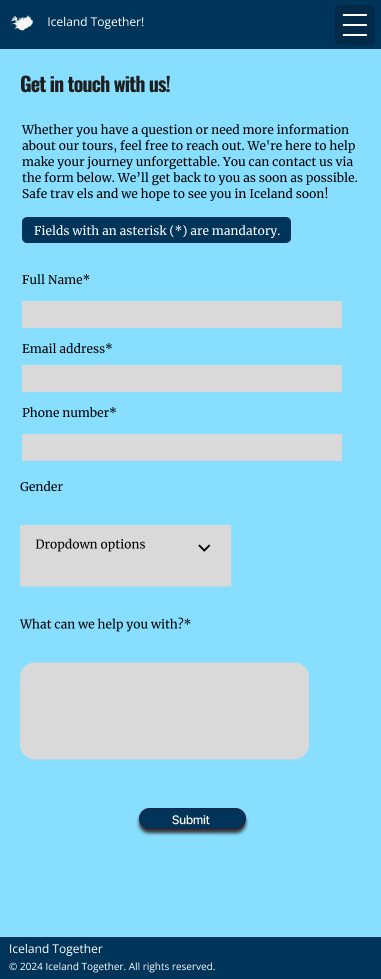 Iceland Together!
Get in touch with us!
Whether you have a question or need more information
about our tours, feel free to reach out. We're here to help
make your journey unforgettable. You can contact us via
the form below. We’ll get back to you as soon as possible.
Safe trav els and we hope to see you in Iceland soon!
Fields with an asterisk (*) are mandatory.
Full Name*
Email address*
Phone number*
Gender
Dropdown options
What can we help you with?*
Submit
Iceland Together
© 2024 Iceland Together. All rights reserved.